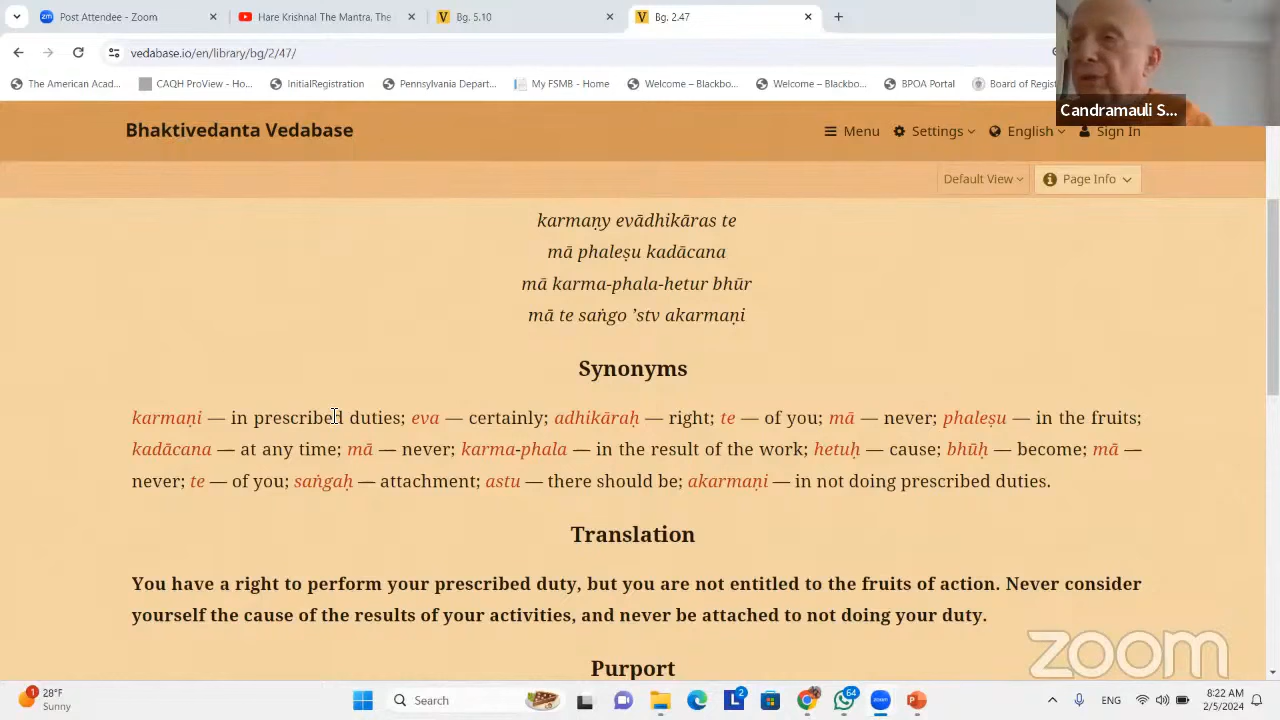 Post Attendee - Zoom
Hare Krishna! The Mantra, The
Bg. 5.10
Bg. 2.47
vedabase.io/en/library/bg/2/47/
The American Acad...
CAQH ProView - Ho...
InitialRegistration
Pennsylvania Depart...
My FSMB - Home
Welcome – Blackbo...
Welcome – Blackbo...
BPOA Portal
Board of Regis
Candramauli S...
Bhaktivedanta Vedabase
Menu
Settings
English
Sign In
Default View
Page Info
karmaṇy evādhikāras te
mā phaleṣu kadācana
mā karma-phala-hetur bhūr
mā te saṅgo ’stv akarmaṇi
Synonyms
karmaṇi — in prescribed duties; eva — certainly; adhikāraḥ — right; te — of you; mā — never; phaleṣu — in the fruits;
kadācana — at any time; mā — never; karma-phala — in the result of the work; hetuḥ — cause; bhūḥ — become; mā —
never; te — of you; saṅgaḥ — attachment; astu — there should be; akarmaṇi — in not doing prescribed duties.
Translation
You have a right to perform your prescribed duty, but you are not entitled to the fruits of action. Never consider
yourself the cause of the results of your activities, and never be attached to not doing your duty.
zoom
Purport
1
28°F
Sunny
Search
2
64
ENG
8:22 AM
2/5/2024